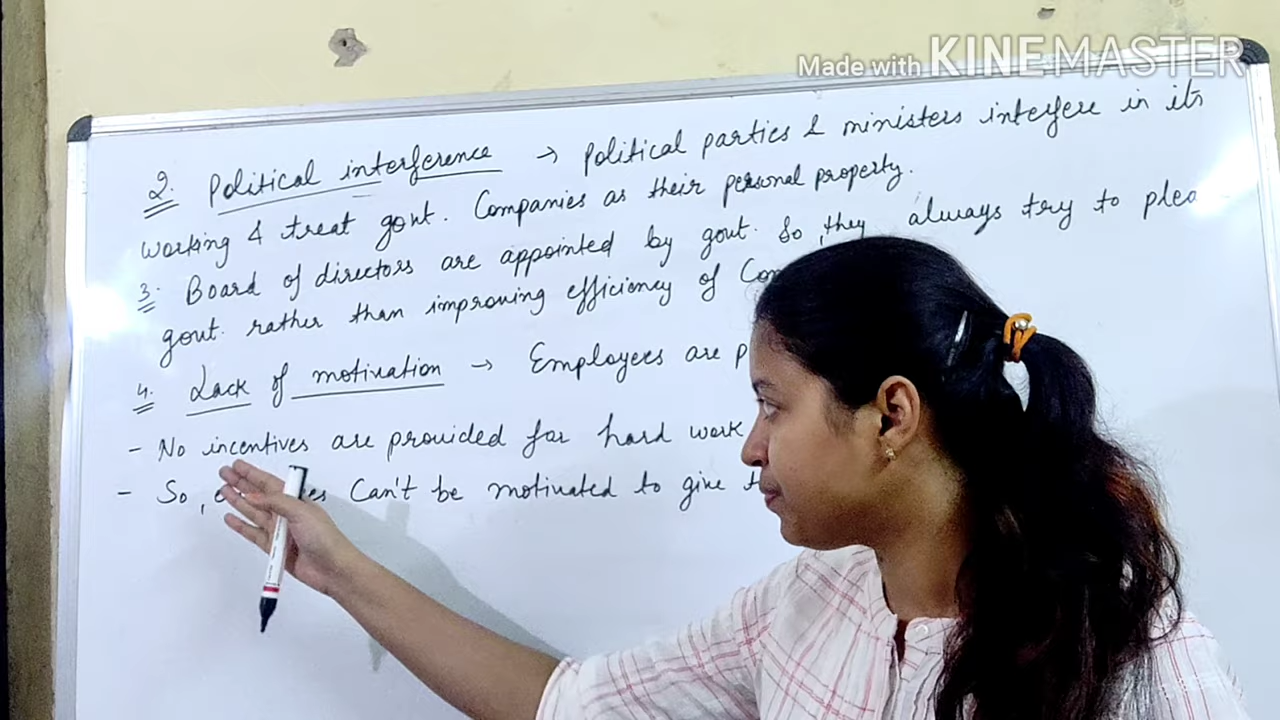 Made with KINEMASTER
2. Political interference → Political parties & ministers interfere in its
working & treat govt. Companies as their personal property.
3. Board of directors are appointed by govt. So, they always try to
govt. rather than improving efficiency of
4. Lack of motivation → Employees are
- No incentives are provided for hard work
- So, Can't be motivated to give